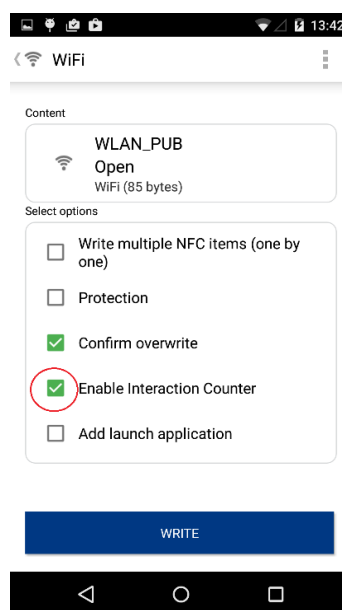 13:42
WiFi
Content
WLAN_PUB
Open
WiFi (85 bytes)
Select options
Write multiple NFC items (one by
one)
Protection
Confirm overwrite
Enable Interaction Counter
Add launch application
WRITE